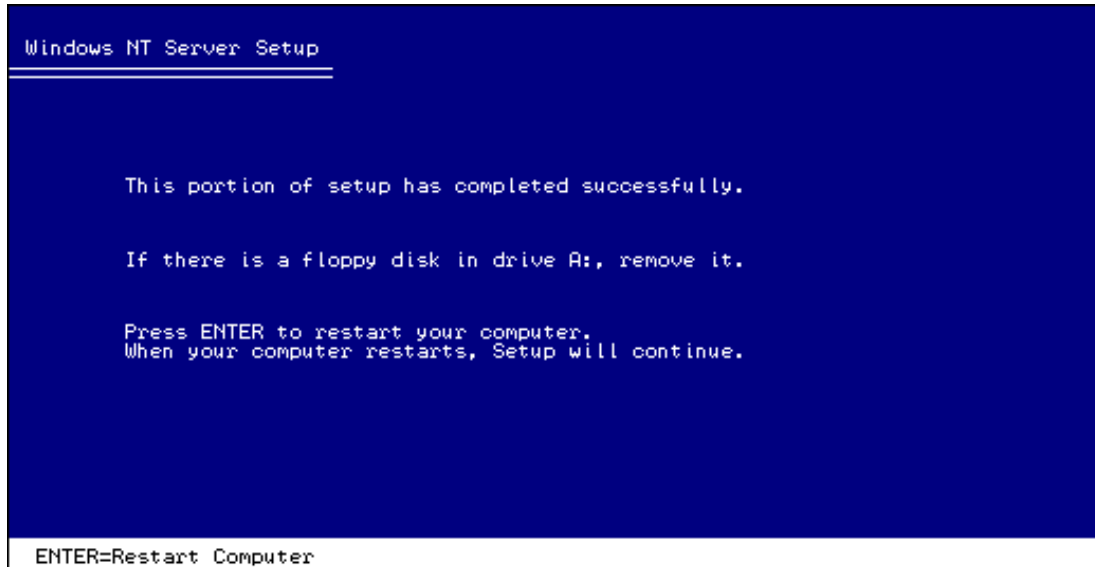 Windows NT Server Setup
This portion of setup has completed successfully.
If there is a floppy disk in drive A:, remove it.
Press ENTER to restart your computer.
When your computer restarts, Setup will continue.
ENTER=Restart Computer